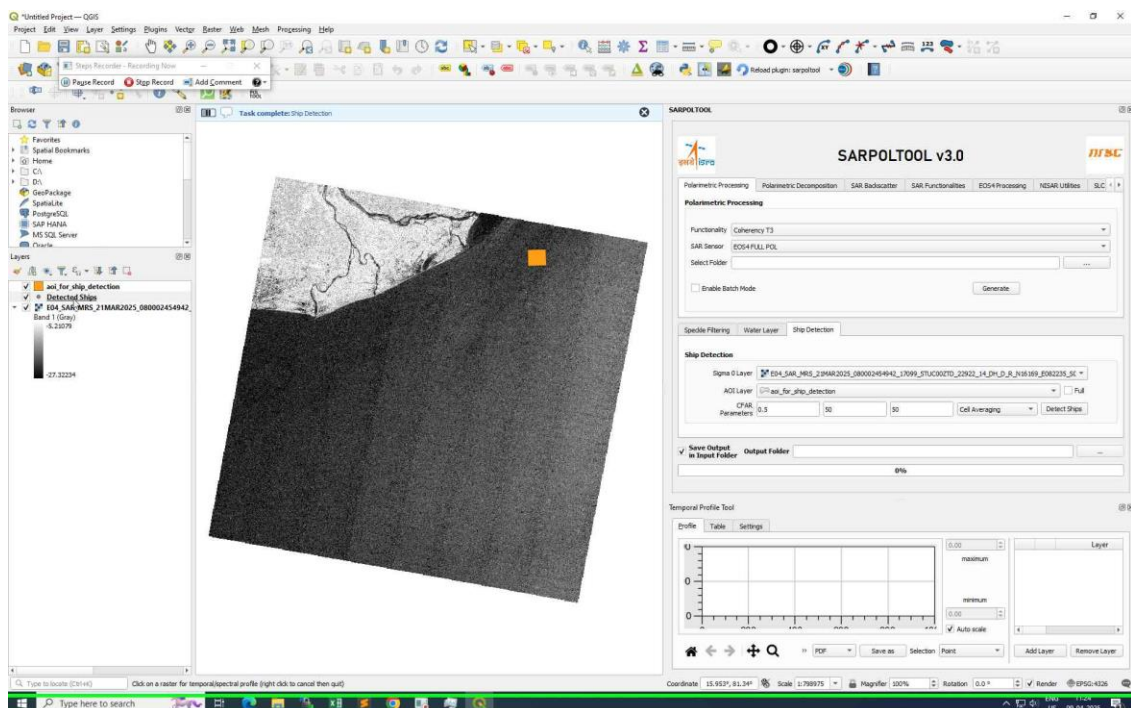 *Untitled Project — QGIS
Project Edit View Layer Settings Plugins Vector Raster Web Mesh Processing Help
Steps Recorder - Recording Now
Pause Record Stop Record Add Comment
Reload plugin: sarpoltool
Browser
Favorites
Spatial Bookmarks
Home
C:\
D:\
GeoPackage
SpatiaLite
PostgreSQL
SAP HANA
MS SQL Server
Oracle
Layers
aoi_for_ship_detection
Detected Ships
E04_SAR_MRS_21MAR2025_080002454942_
Band 1 (Gray)
-5.21079
-27.32234
Task complete: Ship Detection
SARPOLTOOL
इसरो isro
SARPOLTOOL v3.0
nrsc
Polarimetric Processing Polarimetric Decomposition SAR Backscatter SAR Functionalities EOS4 Processing NISAR Utilities SLC
Polarimetric Processing
Functionality Coherency T3
SAR Sensor EOS4 FULL POL
Select Folder ...
Enable Batch Mode Generate
Speckle Filtering Water Layer Ship Detection
Ship Detection
Sigma 0 Layer E04_SAR_MRS_21MAR2025_080002454942_17099_STUC00ZTD_22922_14_DH_D_R_N16169_E082235_S(
AOI Layer aoi_for_ship_detection Full
CFAR Parameters 0.5 50 50 Cell Averaging Detect Ships
Save Output in Input Folder Output Folder ...
0%
Temporal Profile Tool
Profile Table Settings
0.00
maximum
minimum
0.00
Auto scale
Layer
PDF Save as Selection Point Add Layer Remove Layer
Type to locate (Ctrl+K) Click on a raster for temporal/spectral profile (right click to cancel then quit) Coordinate 15.953°, 81.34° Scale 1:798975 Magnifier 100% Rotation 0.0 ° Render EPSG:4326
Type here to search